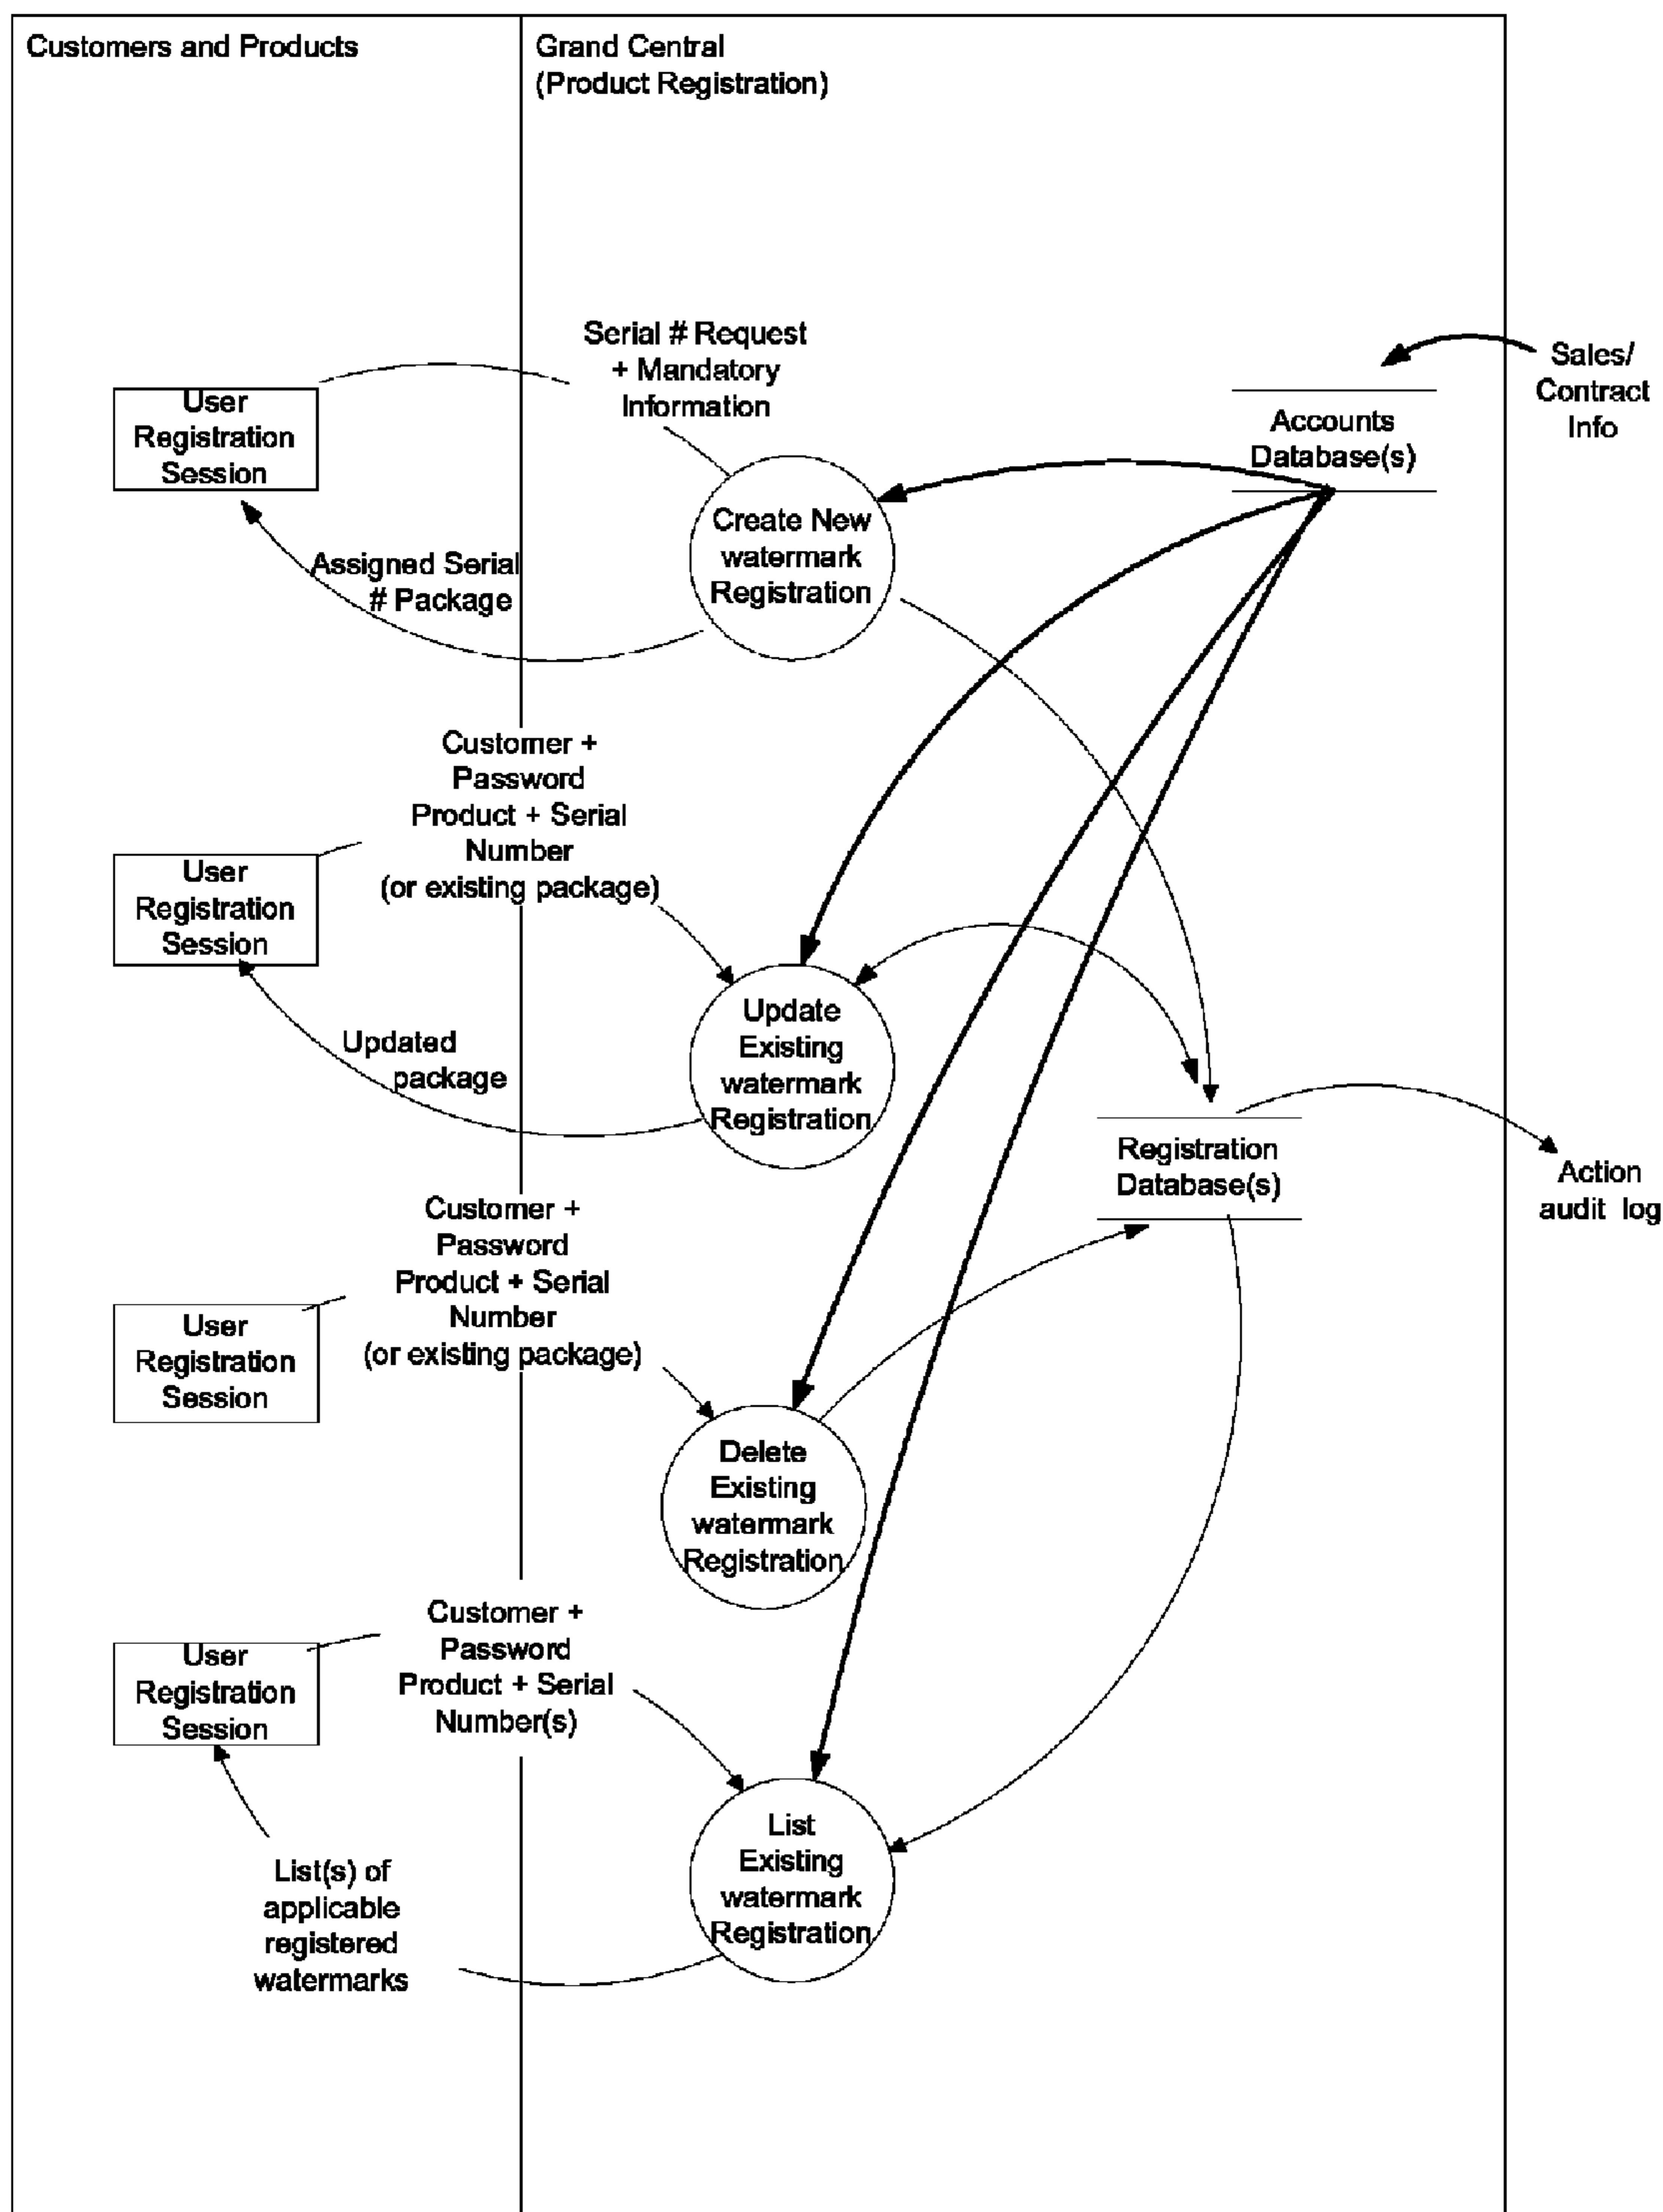 Customers and Products
Grand Central
(Product Registration)
Serial # Request
+ Mandatory
Information
Sales/
Contract
Info
User
Registration
Session
Accounts
Database(s)
Create New
watermark
Registration
Assigned Serial
# Package
Customer +
Password
Product + Serial
Number
(or existing package)
User
Registration
Session
Update
Existing
watermark
Registration
Updated
package
Registration
Database(s)
Action
audit log
Customer +
Password
Product + Serial
Number
(or existing package)
User
Registration
Session
Delete
Existing
watermark
Registration
Customer +
Password
Product + Serial
Number(s)
User
Registration
Session
List
Existing
watermark
Registration
List(s) of
applicable
registered
watermarks